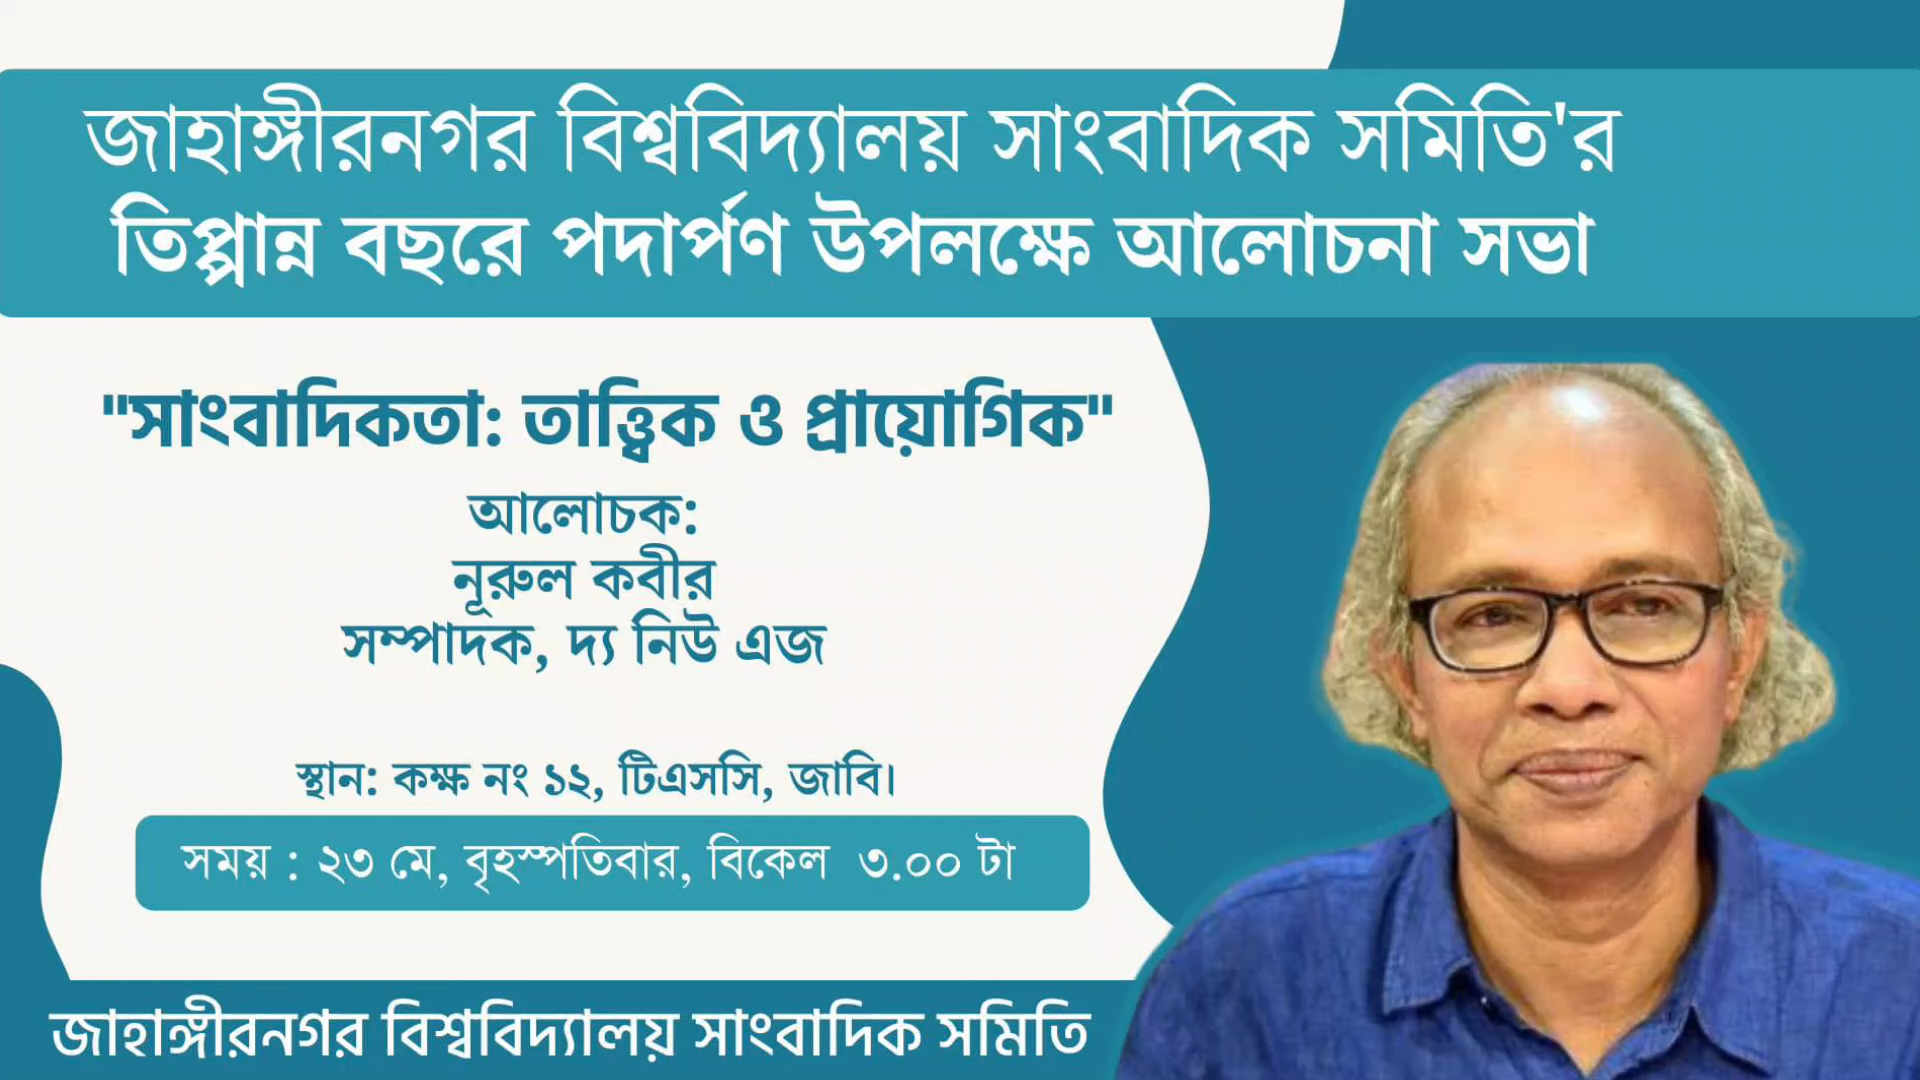 জাহাঙ্গীরনগর বিশ্ববিদ্যালয় সাংবাদিক সমিতি'র
তিপ্পান্ন বছরে পদার্পণ উপলক্ষে আলোচনা সভা
"সাংবাদিকতা: তাত্ত্বিক ও প্রায়োগিক"
আলোচক:
নূরুল কবীর
সম্পাদক, দ্য নিউ এজ
স্থান: কক্ষ নং ১২, টিএসসি, জাবি।
সময় : ২৩ মে, বৃহস্পতিবার, বিকেল ৩.০০ টা
জাহাঙ্গীরনগর বিশ্ববিদ্যালয় সাংবাদিক সমিতি